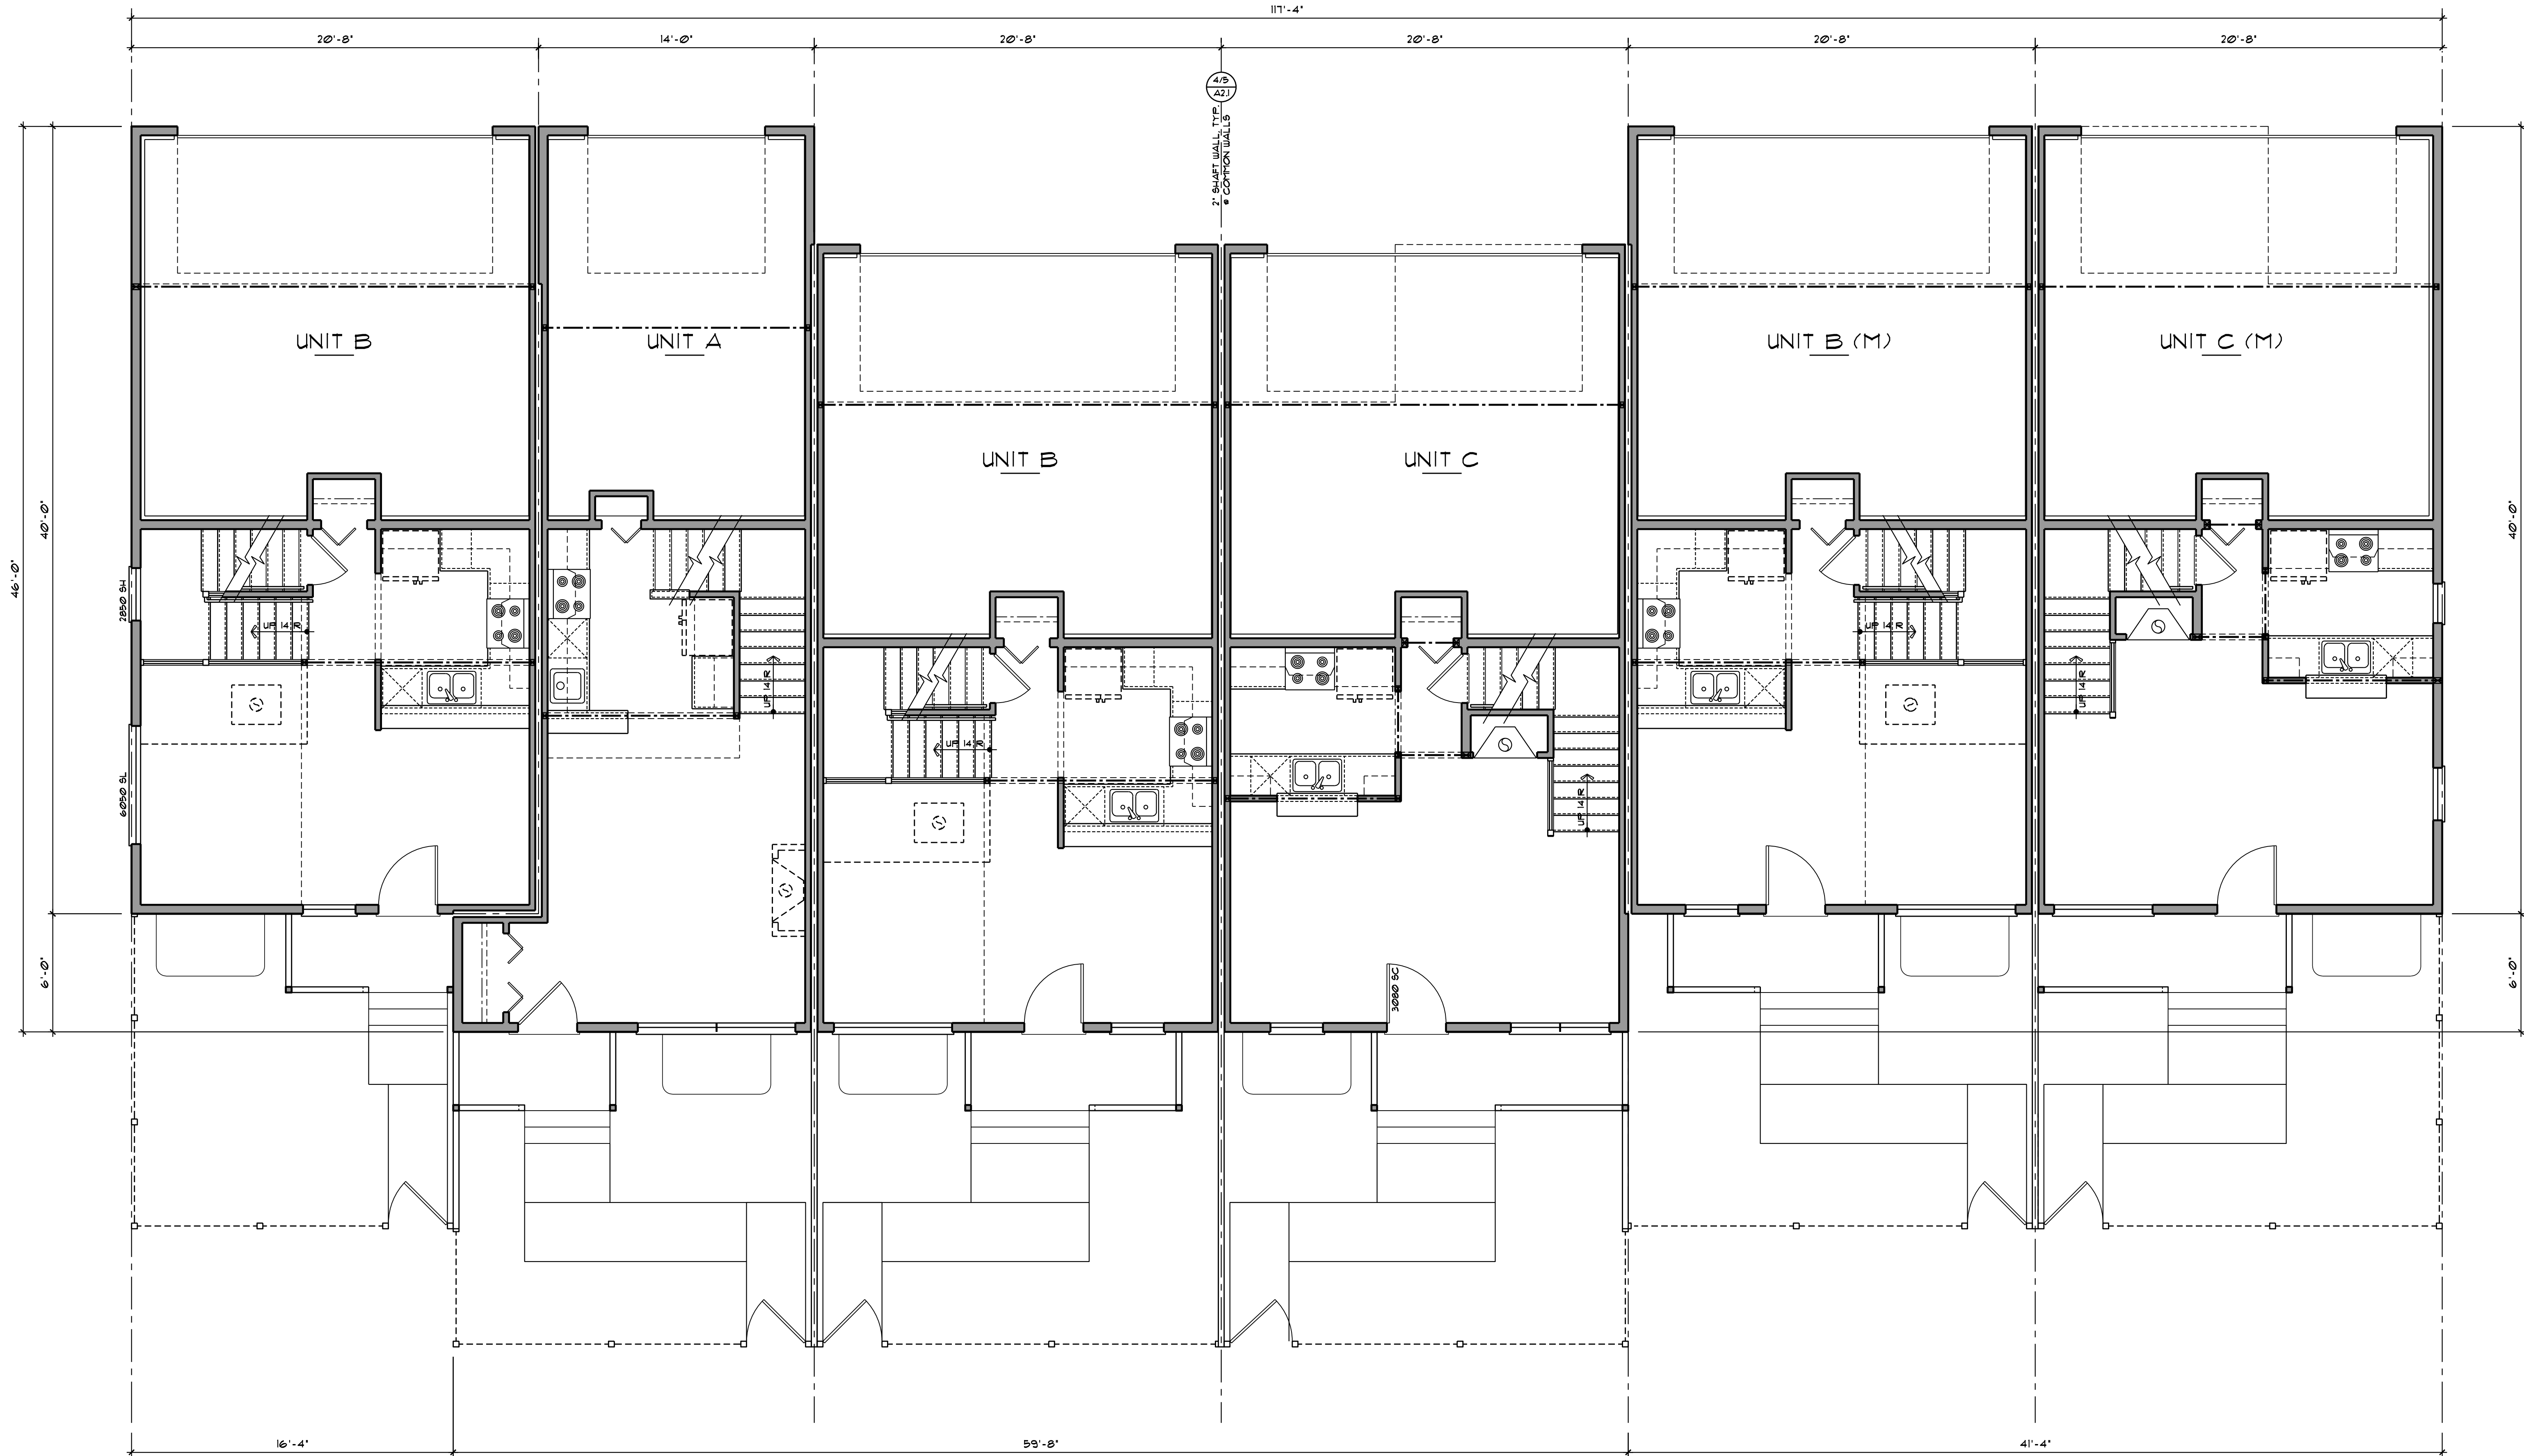 117'-4"
20'-8"
14'-0"
20'-8"
20'-8"
20'-8"
20'-8"
4/5
A2.1
2" SHAFT WALL, TYP.
@ COMMON WALLS
46'-0"
40'-0"
6'-0"
40'-0"
6'-0"
UNIT B
UNIT A
UNIT B
UNIT C
UNIT B (M)
UNIT C (M)
2850 SH
6050 SL
UP 14 R
UP 14 R
UP 14 R
UP 14 R
UP 14 R
UP 14 R
3080 SC
16'-4"
59'-8"
41'-4"